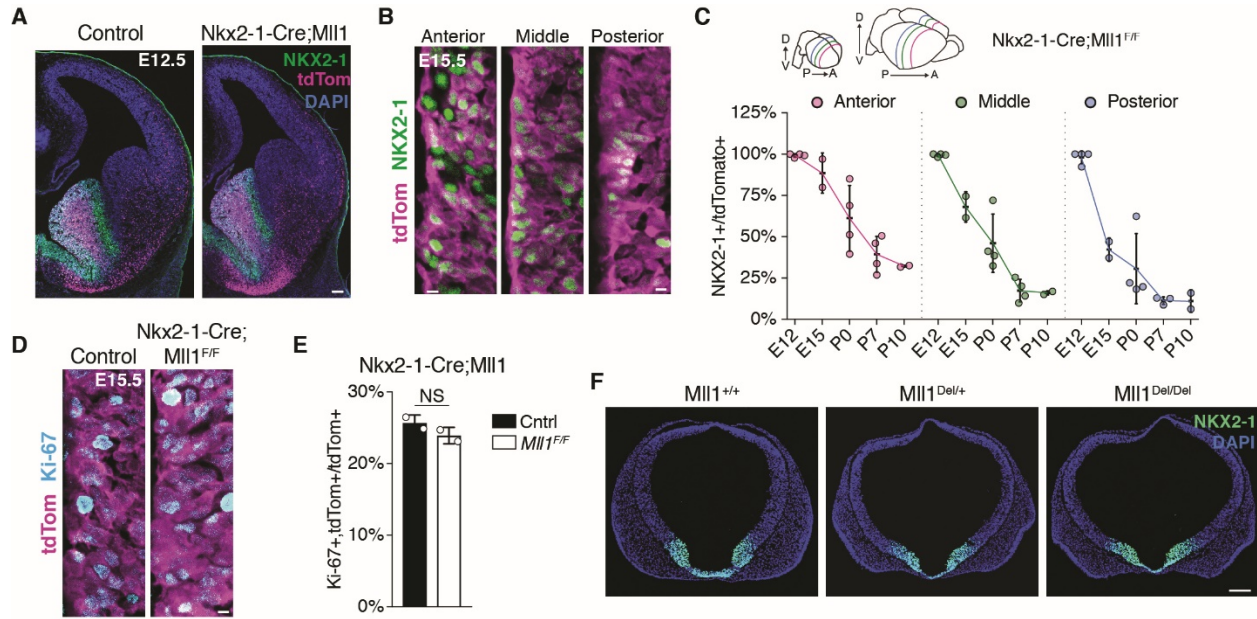 A
Control
Nkx2-1-Cre;Mll1
E12.5
NKX2-1
tdTom
DAPI
B
Anterior
Middle
Posterior
E15.5
tdTom NKX2-1
C
D
V
P
A
D
V
P
A
Nkx2-1-Cre;Mll1F/F
Anterior
Middle
Posterior
NKX2-1+/tdTomato+
125%
100%
75%
50%
25%
0%
E12
E15
P0
P7
P10
E12
E15
P0
P7
P10
E12
E15
P0
P7
P10
D
Control
Nkx2-1-Cre;
Mll1F/F
E15.5
tdTom Ki-67
E
Nkx2-1-Cre;Mll1
Ki-67+,tdTom+/tdTom+
30%
20%
10%
0%
NS
Cntrl
Mll1F/F
F
Mll1+/+
Mll1Del/+
Mll1Del/Del
NKX2-1
DAPI